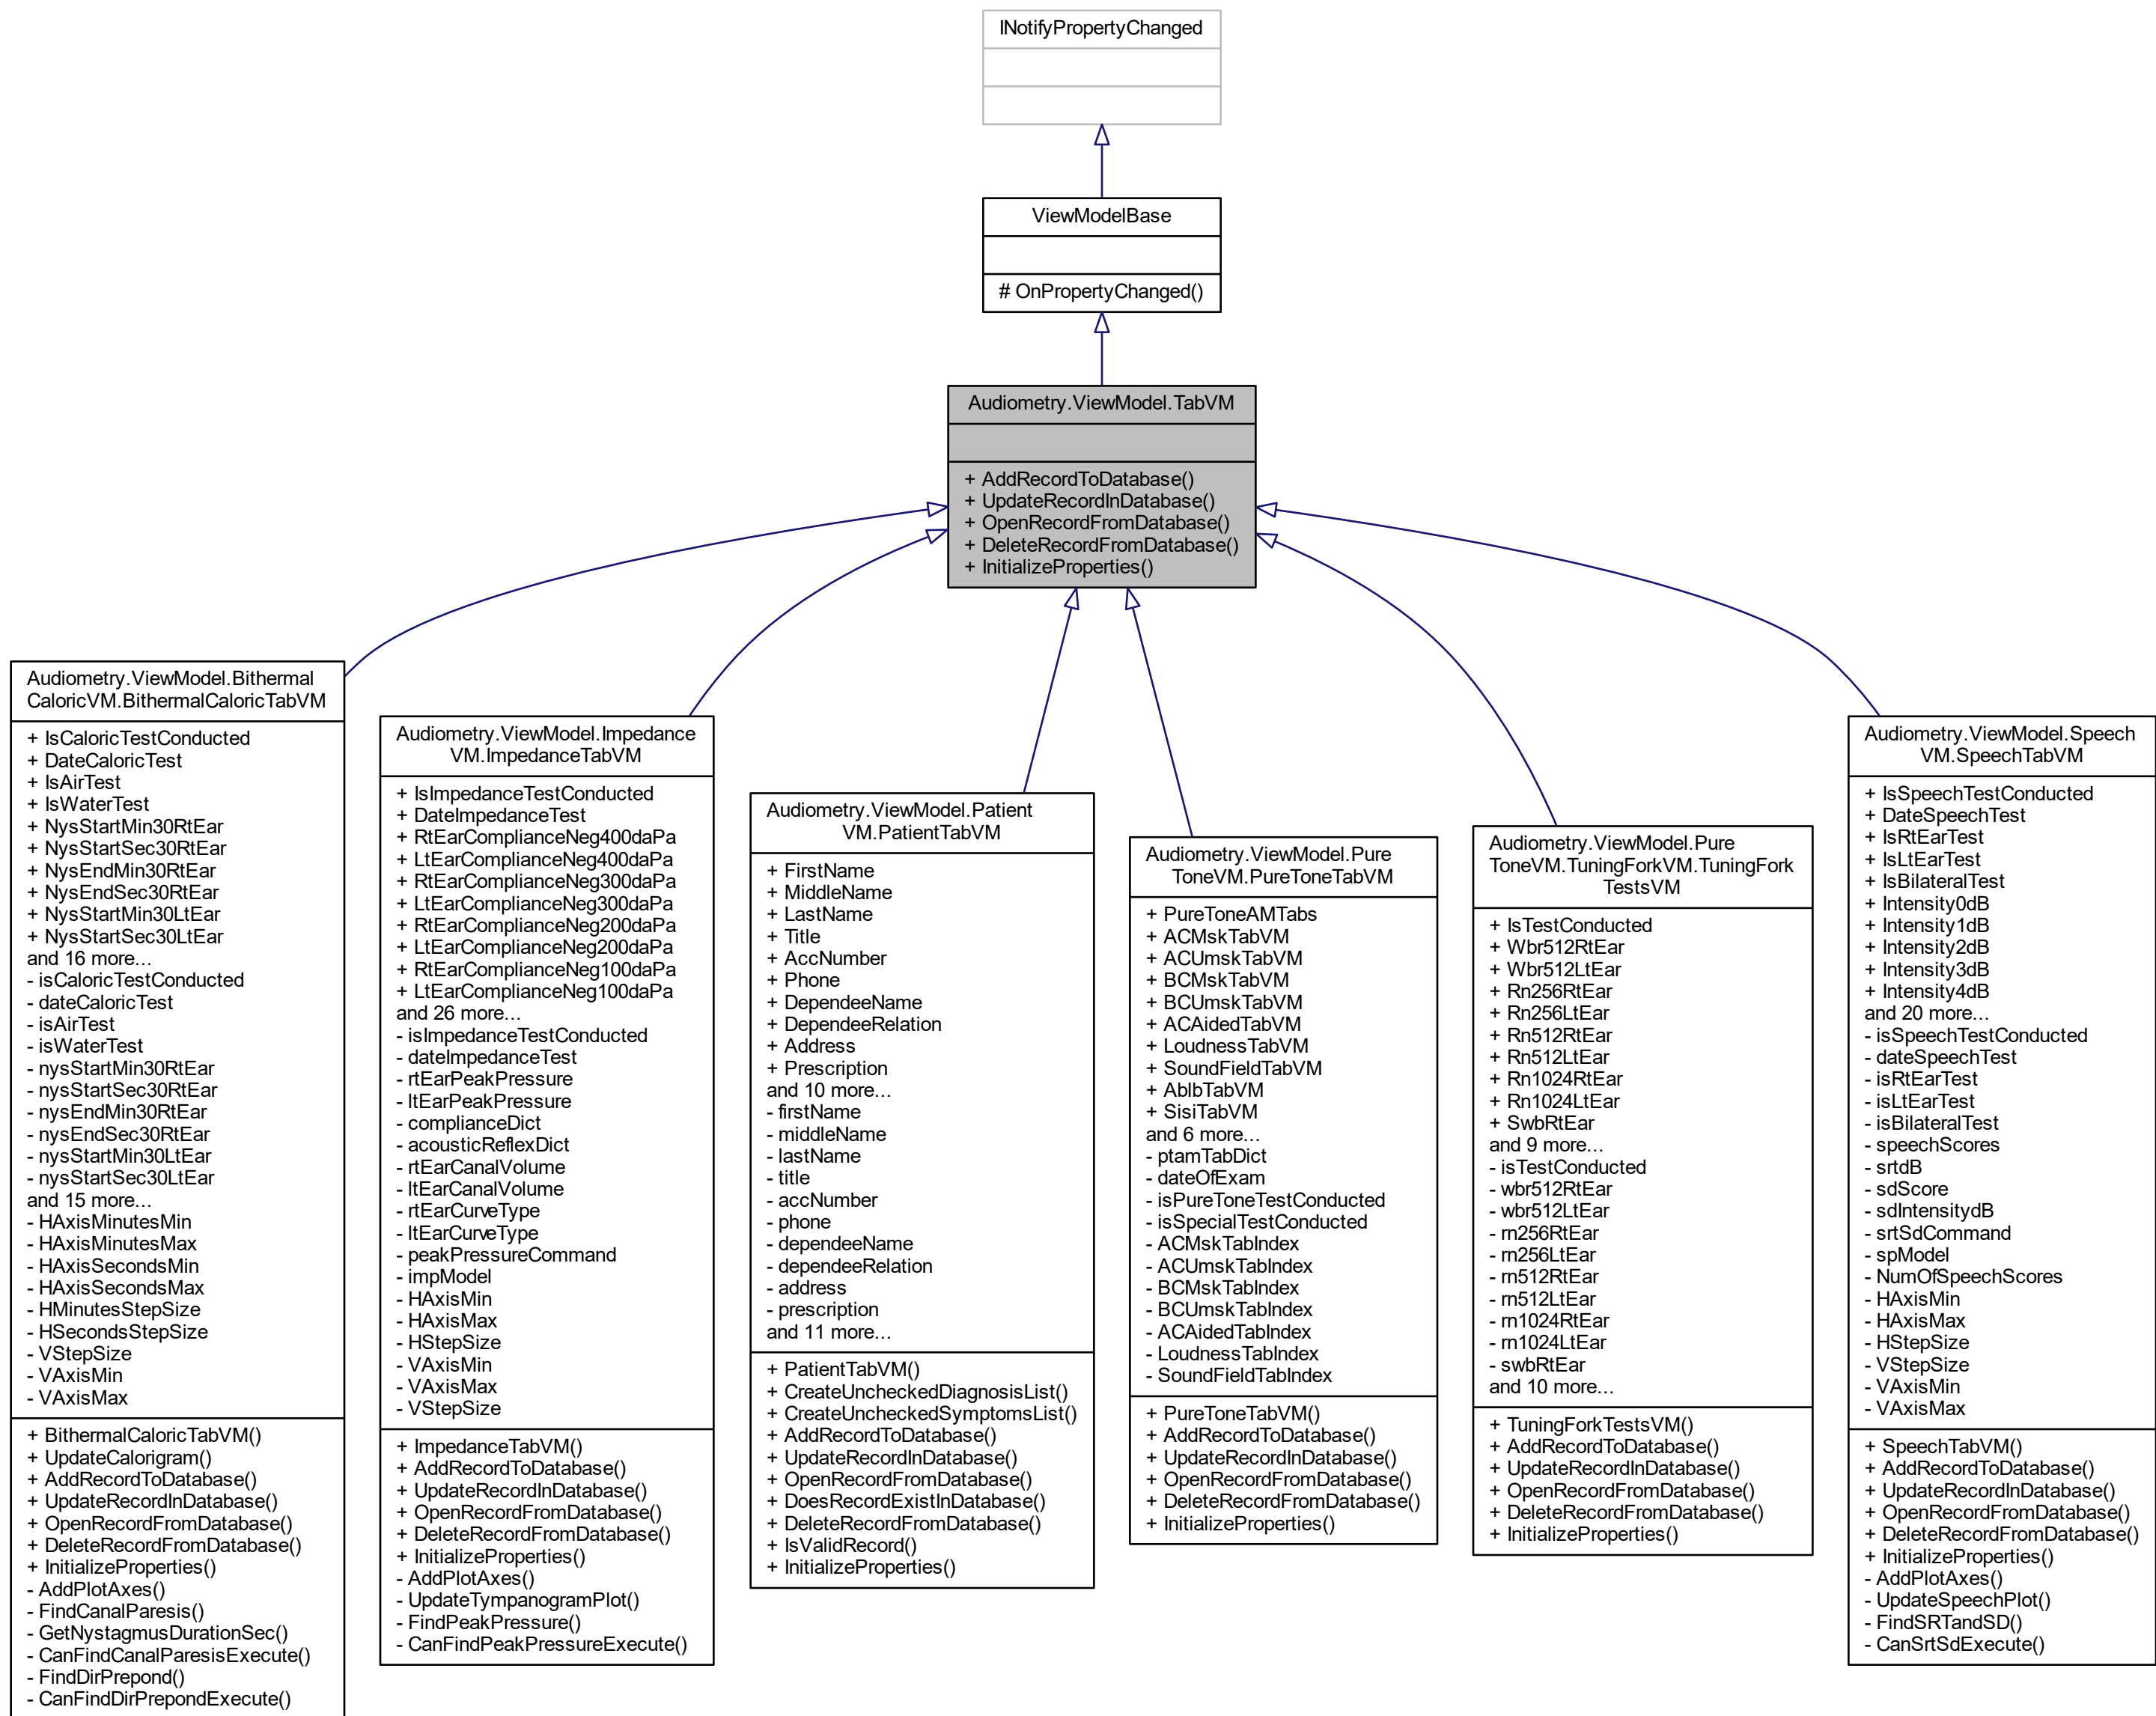 INotifyPropertyChanged
ViewModelBase
# OnPropertyChanged()
Audiometry.ViewModel.TabVM
+ AddRecordToDatabase()
+ UpdateRecordInDatabase()
+ OpenRecordFromDatabase()
+ DeleteRecordFromDatabase()
+ InitializeProperties()
Audiometry.ViewModel.Bithermal
CaloricVM.BithermalCaloricTabVM
+ IsCaloricTestConducted
+ DateCaloricTest
+ IsAirTest
+ IsWaterTest
+ NysStartMin30RtEar
+ NysStartSec30RtEar
+ NysEndMin30RtEar
+ NysEndSec30RtEar
+ NysStartMin30LtEar
+ NysStartSec30LtEar
and 16 more...
- isCaloricTestConducted
- dateCaloricTest
- isAirTest
- isWaterTest
- nysStartMin30RtEar
- nysStartSec30RtEar
- nysEndMin30RtEar
- nysEndSec30RtEar
- nysStartMin30LtEar
- nysStartSec30LtEar
and 15 more...
- HAxisMinutesMin
- HAxisMinutesMax
- HAxisSecondsMin
- HAxisSecondsMax
- HMinutesStepSize
- HSecondsStepSize
- VStepSize
- VAxisMin
- VAxisMax
+ BithermalCaloricTabVM()
+ UpdateCalorigram()
+ AddRecordToDatabase()
+ UpdateRecordInDatabase()
+ OpenRecordFromDatabase()
+ DeleteRecordFromDatabase()
+ InitializeProperties()
- AddPlotAxes()
- FindCanalParesis()
- GetNystagmusDurationSec()
- CanFindCanalParesisExecute()
- FindDirPrepond()
- CanFindDirPrepondExecute()
Audiometry.ViewModel.Impedance
VM.ImpedanceTabVM
+ IsImpedanceTestConducted
+ DateImpedanceTest
+ RtEarComplianceNeg400daPa
+ LtEarComplianceNeg400daPa
+ RtEarComplianceNeg300daPa
+ LtEarComplianceNeg300daPa
+ RtEarComplianceNeg200daPa
+ LtEarComplianceNeg200daPa
+ RtEarComplianceNeg100daPa
+ LtEarComplianceNeg100daPa
and 26 more...
- isImpedanceTestConducted
- dateImpedanceTest
- rtEarPeakPressure
- ltEarPeakPressure
- complianceDict
- acousticReflexDict
- rtEarCanalVolume
- ltEarCanalVolume
- rtEarCurveType
- ltEarCurveType
- peakPressureCommand
- impModel
- HAxisMin
- HAxisMax
- HStepSize
- VAxisMin
- VAxisMax
- VStepSize
+ ImpedanceTabVM()
+ AddRecordToDatabase()
+ UpdateRecordInDatabase()
+ OpenRecordFromDatabase()
+ DeleteRecordFromDatabase()
+ InitializeProperties()
- AddPlotAxes()
- UpdateTympanogramPlot()
- FindPeakPressure()
- CanFindPeakPressureExecute()
Audiometry.ViewModel.Patient
VM.PatientTabVM
+ FirstName
+ MiddleName
+ LastName
+ Title
+ AccNumber
+ Phone
+ DependeeName
+ DependeeRelation
+ Address
+ Prescription
and 10 more...
- firstName
- middleName
- lastName
- title
- accNumber
- phone
- dependeeName
- dependeeRelation
- address
- prescription
and 11 more...
+ PatientTabVM()
+ CreateUncheckedDiagnosisList()
+ CreateUncheckedSymptomsList()
+ AddRecordToDatabase()
+ UpdateRecordInDatabase()
+ OpenRecordFromDatabase()
+ DoesRecordExistInDatabase()
+ DeleteRecordFromDatabase()
+ IsValidRecord()
+ InitializeProperties()
Audiometry.ViewModel.Pure
ToneVM.PureToneTabVM
+ PureToneAMTabs
+ ACMskTabVM
+ ACUmskTabVM
+ BCMskTabVM
+ BCUmskTabVM
+ ACAidedTabVM
+ LoudnessTabVM
+ SoundFieldTabVM
+ AblbTabVM
+ SisiTabVM
and 6 more...
- ptamTabDict
- dateOfExam
- isPureToneTestConducted
- isSpecialTestConducted
- ACMskTabIndex
- ACUmskTabIndex
- BCMskTabIndex
- BCUmskTabIndex
- ACAidedTabIndex
- LoudnessTabIndex
- SoundFieldTabIndex
+ PureToneTabVM()
+ AddRecordToDatabase()
+ UpdateRecordInDatabase()
+ OpenRecordFromDatabase()
+ DeleteRecordFromDatabase()
+ InitializeProperties()
Audiometry.ViewModel.Pure
ToneVM.TuningForkVM.TuningFork
TestsVM
+ IsTestConducted
+ Wbr512RtEar
+ Wbr512LtEar
+ Rn256RtEar
+ Rn256LtEar
+ Rn512RtEar
+ Rn512LtEar
+ Rn1024RtEar
+ Rn1024LtEar
+ SwbRtEar
and 9 more...
- isTestConducted
- wbr512RtEar
- wbr512LtEar
- rn256RtEar
- rn256LtEar
- rn512RtEar
- rn512LtEar
- rn1024RtEar
- rn1024LtEar
- swbRtEar
and 10 more...
+ TuningForkTestsVM()
+ AddRecordToDatabase()
+ UpdateRecordInDatabase()
+ OpenRecordFromDatabase()
+ DeleteRecordFromDatabase()
+ InitializeProperties()
Audiometry.ViewModel.Speech
VM.SpeechTabVM
+ IsSpeechTestConducted
+ DateSpeechTest
+ IsRtEarTest
+ IsLtEarTest
+ IsBilateralTest
+ Intensity0dB
+ Intensity1dB
+ Intensity2dB
+ Intensity3dB
+ Intensity4dB
and 20 more...
- isSpeechTestConducted
- dateSpeechTest
- isRtEarTest
- isLtEarTest
- isBilateralTest
- speechScores
- srtdB
- sdScore
- sdIntensitydB
- srtSdCommand
- spModel
- NumOfSpeechScores
- HAxisMin
- HAxisMax
- HStepSize
- VStepSize
- VAxisMin
- VAxisMax
+ SpeechTabVM()
+ AddRecordToDatabase()
+ UpdateRecordInDatabase()
+ OpenRecordFromDatabase()
+ DeleteRecordFromDatabase()
+ InitializeProperties()
- AddPlotAxes()
- UpdateSpeechPlot()
- FindSRTandSD()
- CanSrtSdExecute()